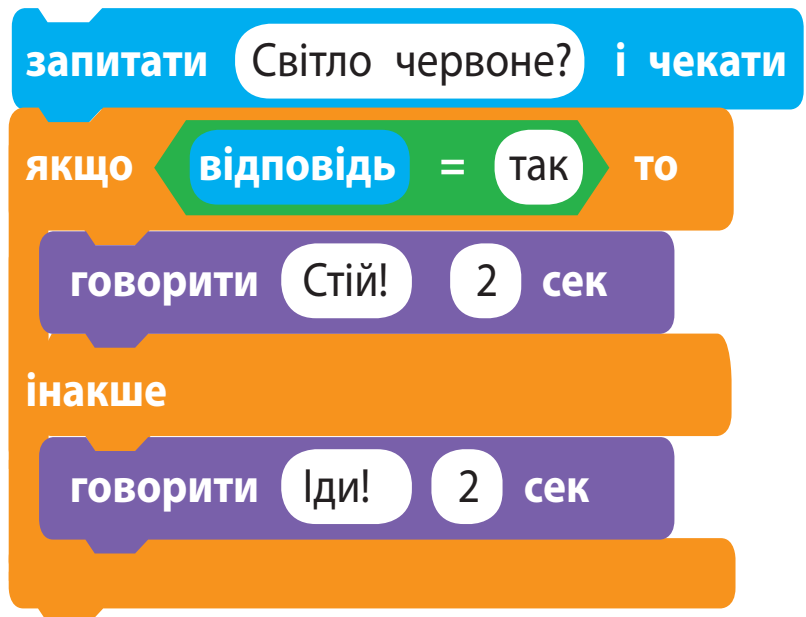 запитати Світло червоне? і чекати
якщо відповідь = так то
говорити Стій! 2 сек
інакше
говорити Іди! 2 сек